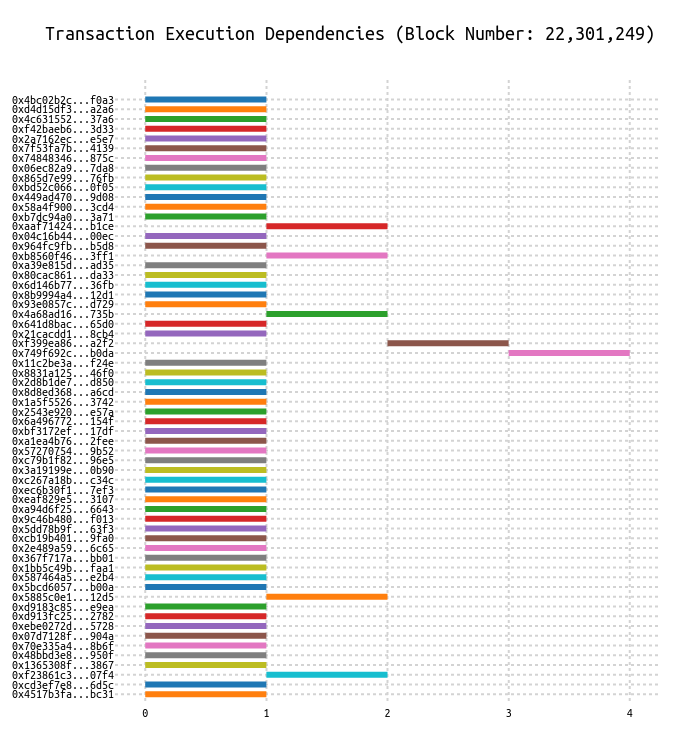 Transaction Execution Dependencies (Block Number: 22,301,249)
0x4bc02b2c...f0a3
0xd4d15df3...a2a6
0x4c631552...37a6
0xf42baeb6...3d33
0x2a7162ec...e5e7
0x7f53fa7b...4139
0x74848346...875c
0x06ec82a9...7da8
0x865d7e99...76fb
0xbd52c066...0f05
0x449ad470...9d08
0x58a4f900...3cd4
0xb7dc94a0...3a71
0xaaf71424...b1ce
0x04c16b44...00ec
0x964fc9fb...b5d8
0xb8560f46...3ff1
0xa39e815d...ad35
0x80cac861...da33
0x6d146b77...36fb
0x8b9994a4...12d1
0x93e0857c...d729
0x4a68ad16...735b
0x641d8bac...65d0
0x21cacdd1...8cb4
0xf399ea86...a2f2
0x749f692c...b0da
0x11c2be3a...f24e
0x8831a125...46f0
0x2d8b1de7...d850
0x8d8ed368...a6cd
0x1a5f5526...3742
0x2543e920...e57a
0x6a496772...154f
0xbf3172ef...17df
0xa1ea4b76...2fee
0x57270754...9b52
0xc79b1f82...96e5
0x3a19199e...0b90
0xc267a18b...c34c
0xec6b30f1...7ef3
0xeaf829e5...3107
0xa94d6f25...6643
0x9c46b480...f013
0x5dd78b9f...63f3
0xcb19b401...9fa0
0x2e489a59...6c65
0x367f717a...bb01
0x1bb5c49b...faa1
0x587464a5...e2b4
0x5bcd6057...b00a
0x5885c0e1...12d5
0xd9183c85...e9ea
0xd913fc25...2782
0xebe0272d...5728
0x07d7128f...904a
0x70e335a4...8b6f
0x48bbd3e8...950f
0x1365308f...3867
0xf23861c3...07f4
0xcd3ef7e8...6d5c
0x4517b3fa...bc31
0 1 2 3 4